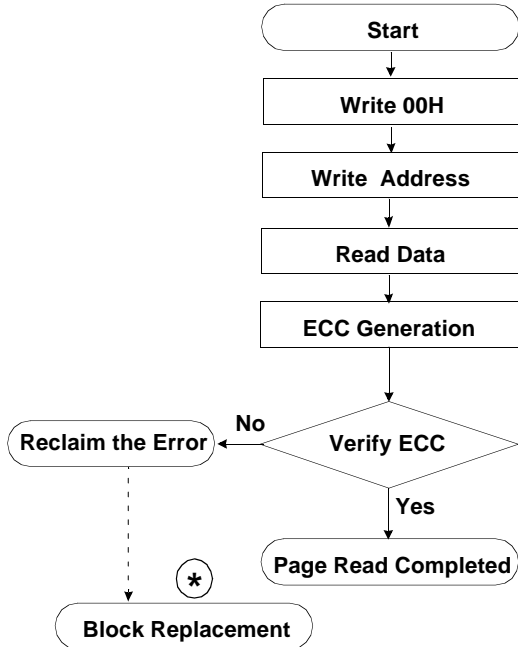 Start
Write 00H
Write Address
Read Data
ECC Generation
Verify ECC
No
Reclaim the Error
Yes
Page Read Completed
*
Block Replacement